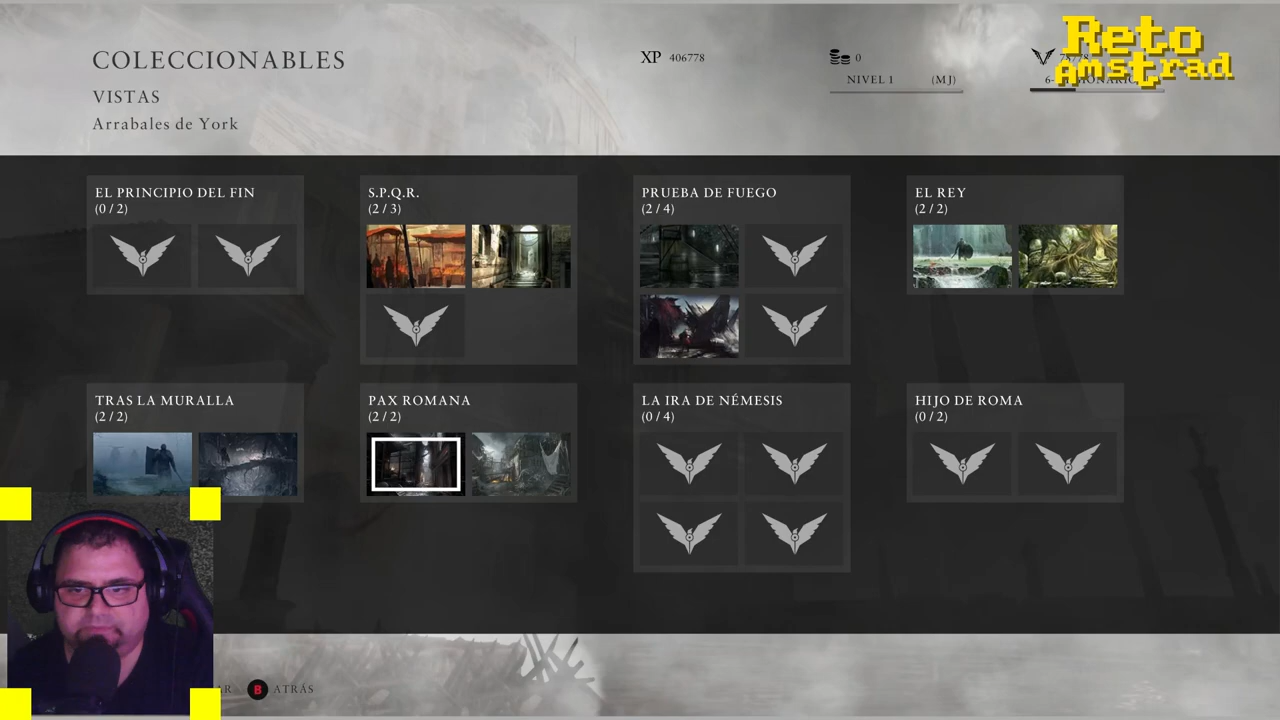 COLECCIONABLES
VISTAS
Arrabales de York
XP 406778
0
NIVEL 1 (MJ)
Reto
Amstrad
EL PRINCIPIO DEL FIN
(0 / 2)
S.P.Q.R.
(2 / 3)
PRUEBA DE FUEGO
(2 / 4)
EL REY
(2 / 2)
TRAS LA MURALLA
(2 / 2)
PAX ROMANA
(2 / 2)
LA IRA DE NÉMESIS
(0 / 4)
HIJO DE ROMA
(0 / 2)
B ATRÁS